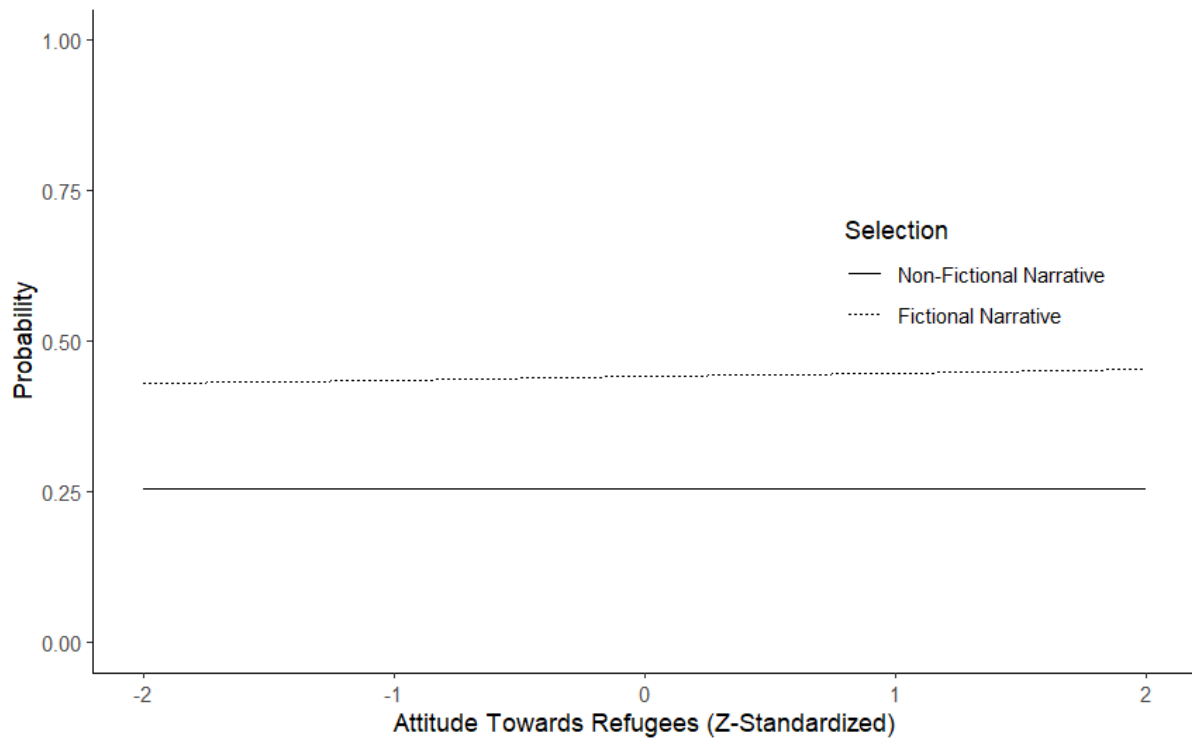 1.00
0.75
0.50
0.25
0.00
Probability
Selection
Non-Fictional Narrative
Fictional Narrative
-2
-1
0
1
2
Attitude Towards Refugees (Z-Standardized)